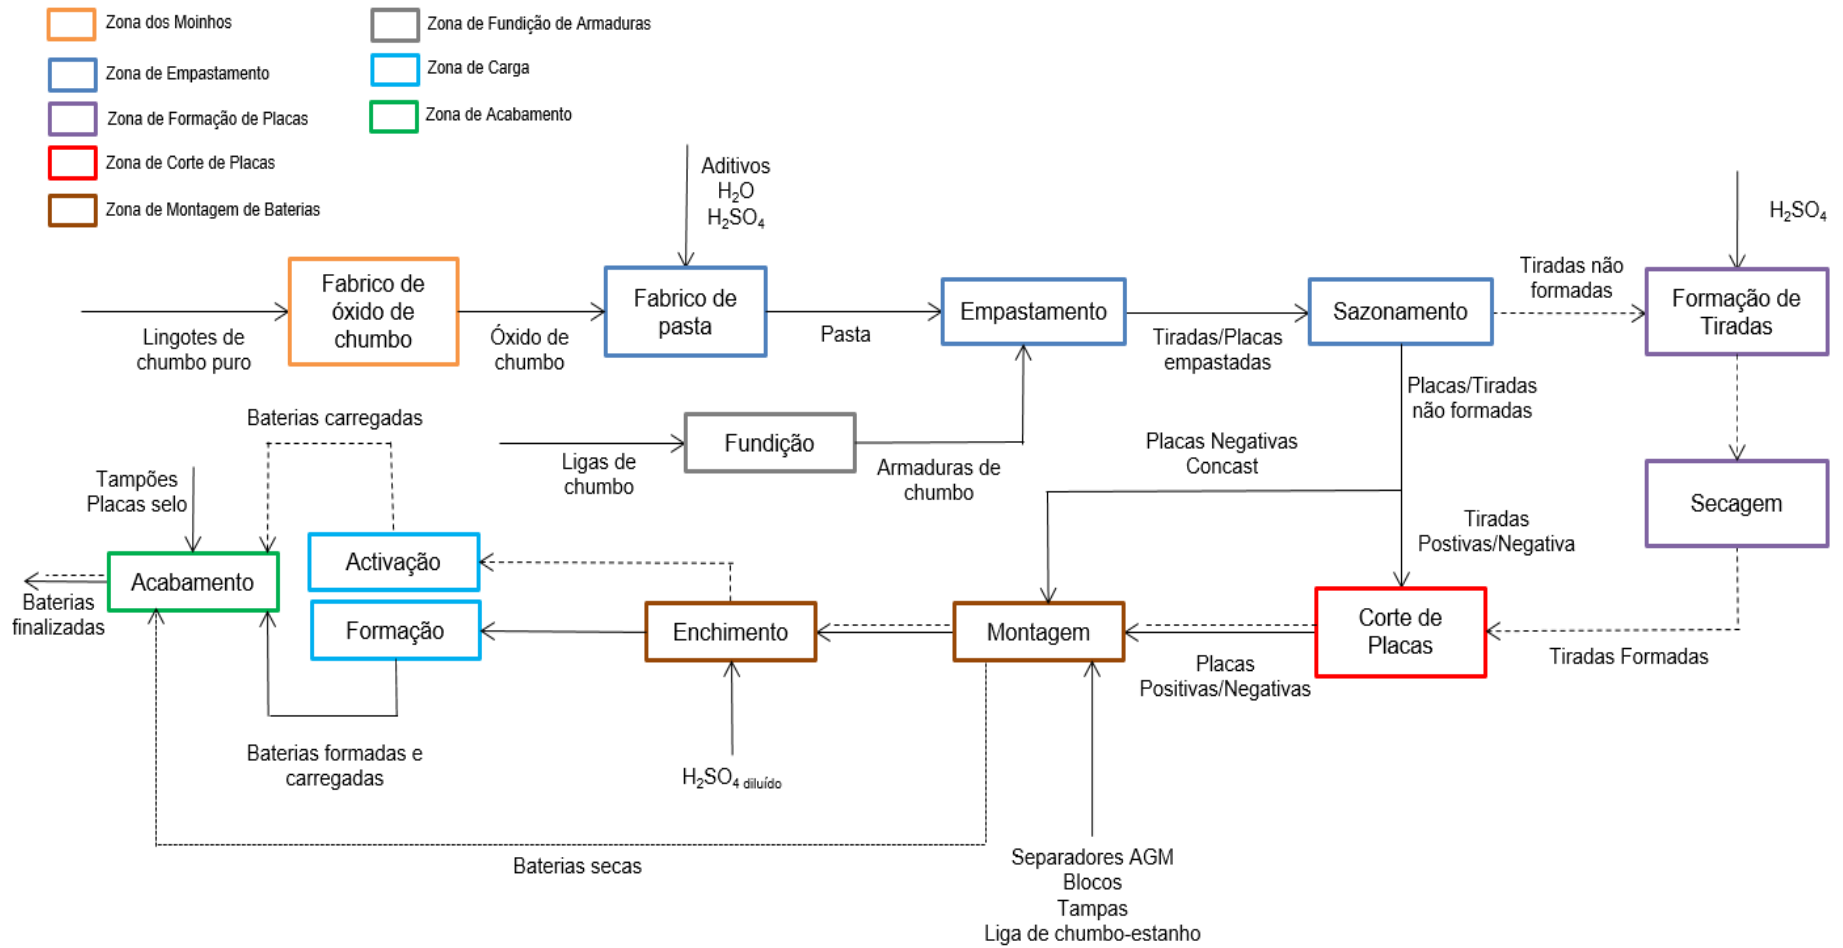 Zona dos Moinhos
Zona de Fundição de Armaduras
Zona de Empastamento
Zona de Carga
Zona de Formação de Placas
Zona de Acabamento
Zona de Corte de Placas
Zona de Montagem de Baterias
Aditivos
H₂O
H₂SO₄
H₂SO₄
Fabrico de
óxido de
chumbo
Fabrico de
pasta
Empastamento
Sazonamento
Tiradas não
formadas
Formação de
Tiradas
Lingotes de
chumbo puro
Óxido de
chumbo
Pasta
Tiradas/Placas
empastadas
Placas/Tiradas
não formadas
Baterias carregadas
Fundição
Ligas de
chumbo
Armaduras de
chumbo
Placas Negativas
Concast
Tampões
Placas selo
Secagem
Tiradas
Postivas/Negativa
Activação
Acabamento
Baterias
finalizadas
Formação
Enchimento
Montagem
Corte de
Placas
Placas
Positivas/Negativas
Tiradas Formadas
Baterias formadas e
carregadas
H₂SO₄ diluído
Baterias secas
Separadores AGM
Blocos
Tampas
Liga de chumbo-estanho